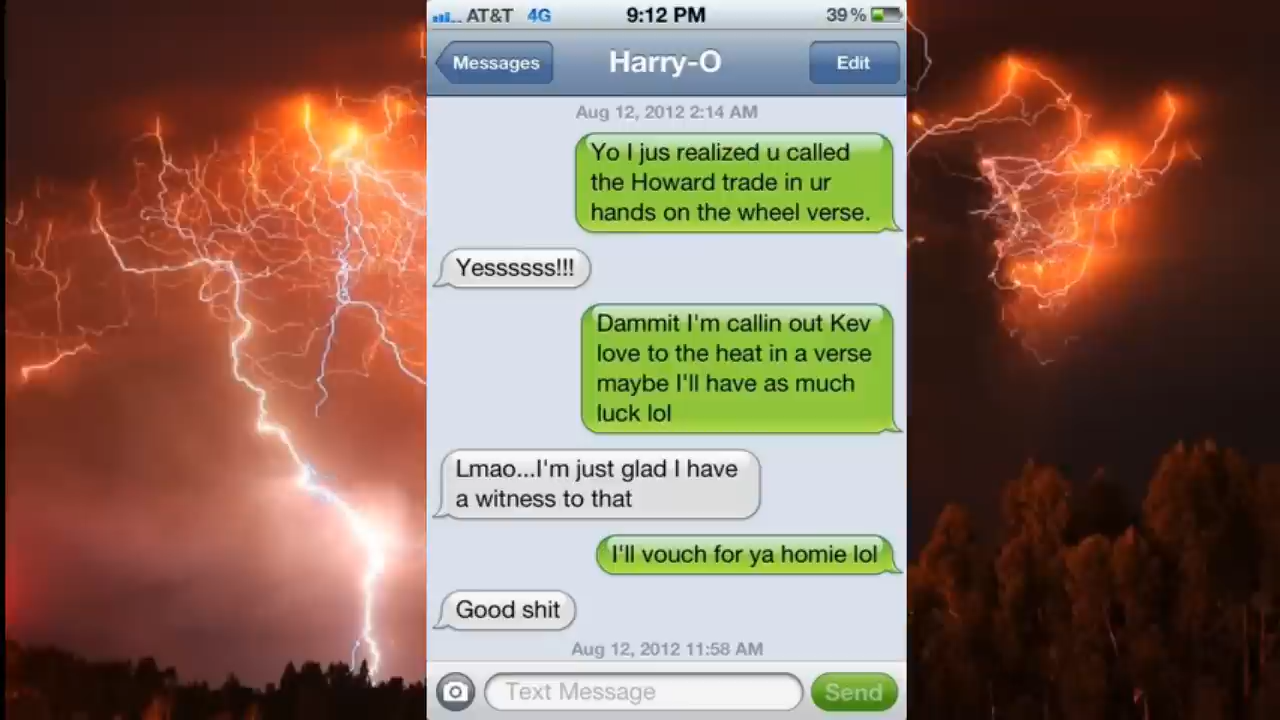 AT&T 4G 9:12 PM 39%
Messages Harry-O Edit
Aug 12, 2012 2:14 AM
Yo I jus realized u called
the Howard trade in ur
hands on the wheel verse.
Yessssss!!!
Dammit I'm callin out Kev
love to the heat in a verse
maybe I'll have as much
luck lol
Lmao...I'm just glad I have
a witness to that
I'll vouch for ya homie lol
Good shit
Aug 12, 2012 11:58 AM
Text Message Send